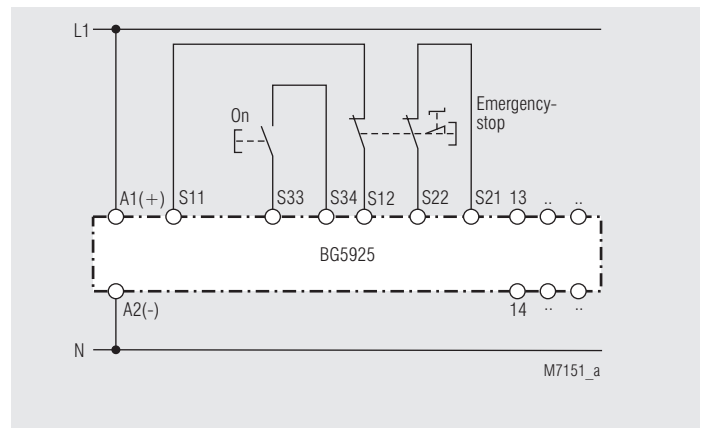 L1
On
Emergency-
stop
A1(+) S11 S33 S34 S12 S22 S21 13 .. ..
BG5925
A2(-) 14 .. ..
N
M7151_a